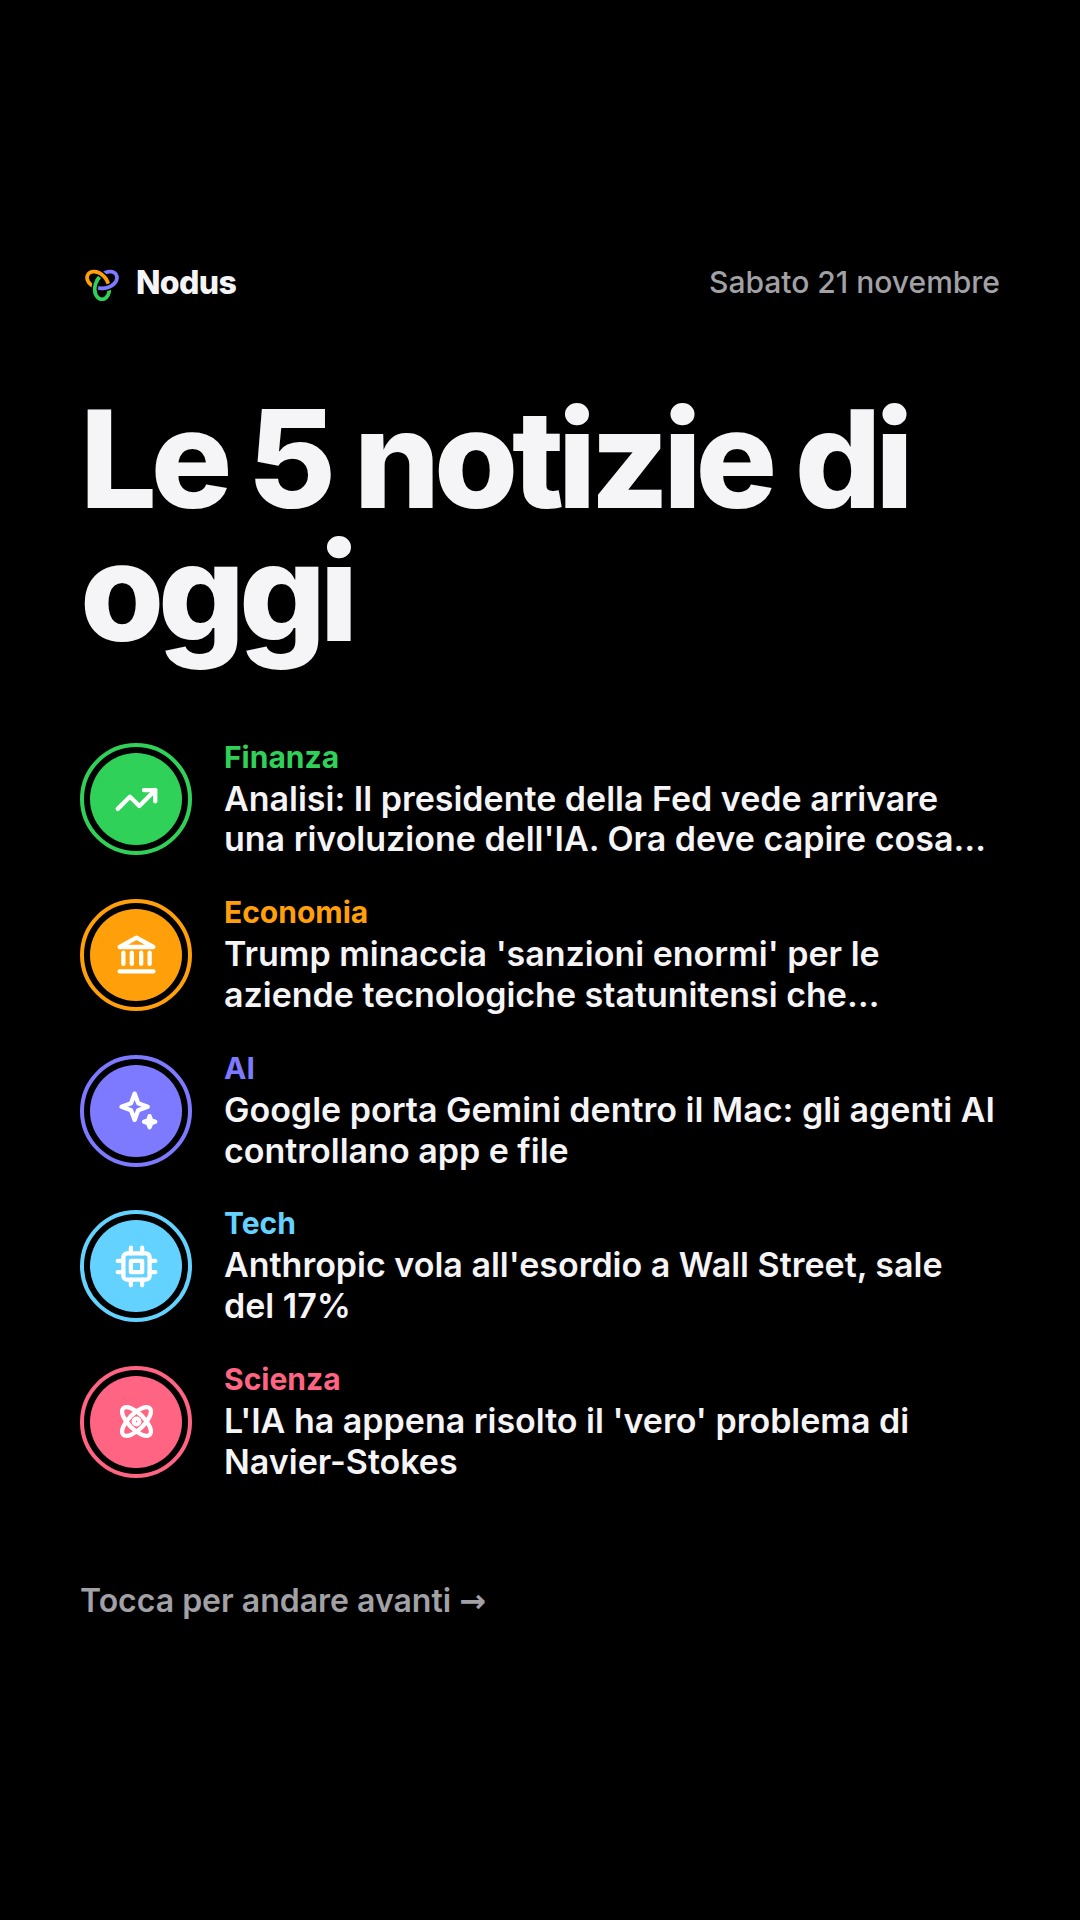 Nodus
Sabato 21 novembre
Le 5 notizie di
oggi
Finanza
Analisi: Il presidente della Fed vede arrivare
una rivoluzione dell'IA. Ora deve capire cosa...
Economia
Trump minaccia 'sanzioni enormi' per le
aziende tecnologiche statunitensi che...
AI
Google porta Gemini dentro il Mac: gli agenti AI
controllano app e file
Tech
Anthropic vola all'esordio a Wall Street, sale
del 17%
Scienza
L'IA ha appena risolto il 'vero' problema di
Navier-Stokes
Tocca per andare avanti →